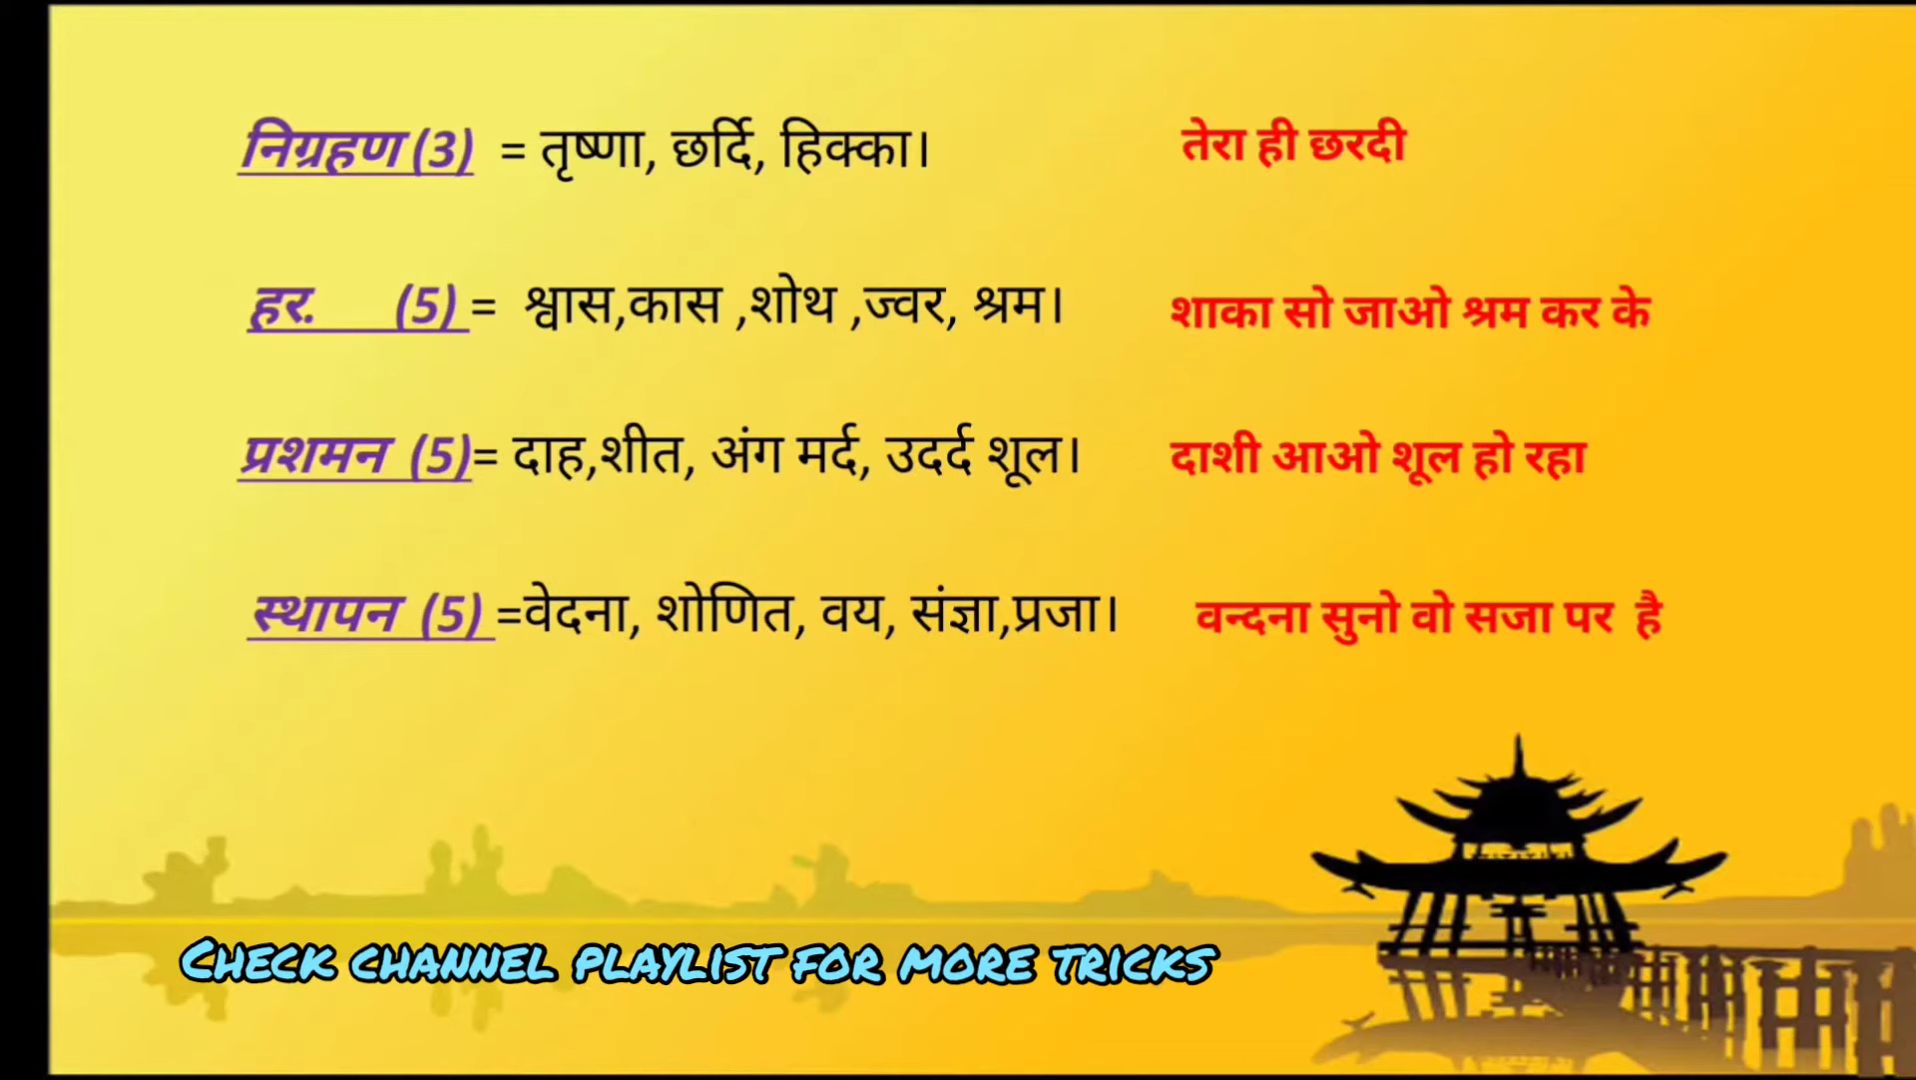 निग्रहण (3) = तृष्णा, छर्दि, हिक्का। तेरा ही छरदी
हर. (5) = श्वास,कास ,शोथ ,ज्वर, श्रम। शाका सो जाओ श्रम कर के
प्रशमन (5)= दाह,शीत, अंग मर्द, उदर्द शूल। दाशी आओ शूल हो रहा
स्थापन (5) =वेदना, शोणित, वय, संज्ञा,प्रजा। वन्दना सुनो वो सजा पर है
CHECK CHANNEL PLAYLIST FOR MORE TRICKS